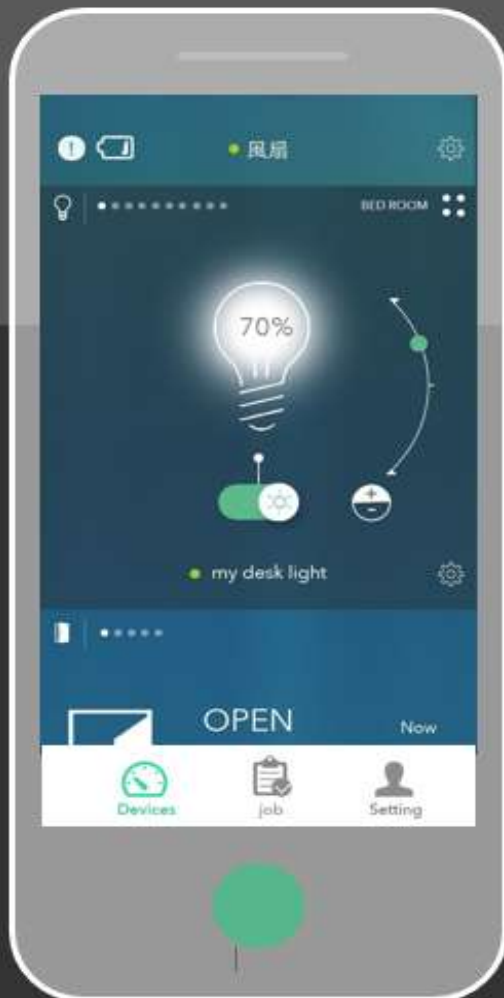 風扇
BED ROOM
70%
my desk light
OPEN
Now
Devices
job
Setting